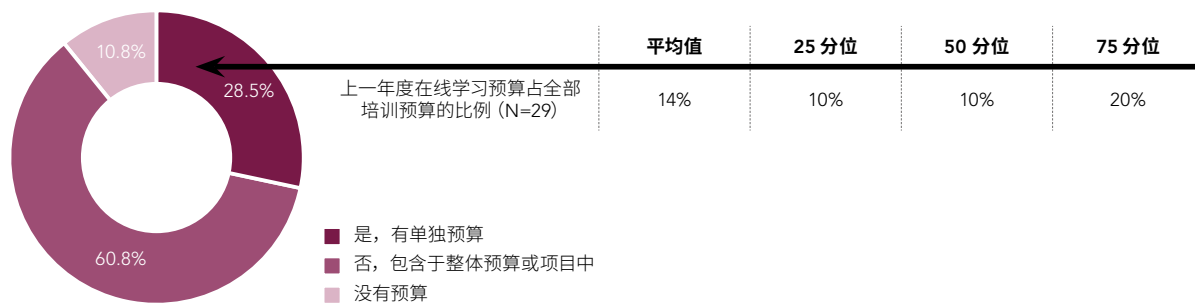 10.8%
28.5%
60.8%
平均值
25 分位
50 分位
75 分位
上一年度在线学习预算占全部
培训预算的比例（N=29）
14%
10%
10%
20%
是，有单独预算
否，包含于整体预算或项目中
没有预算